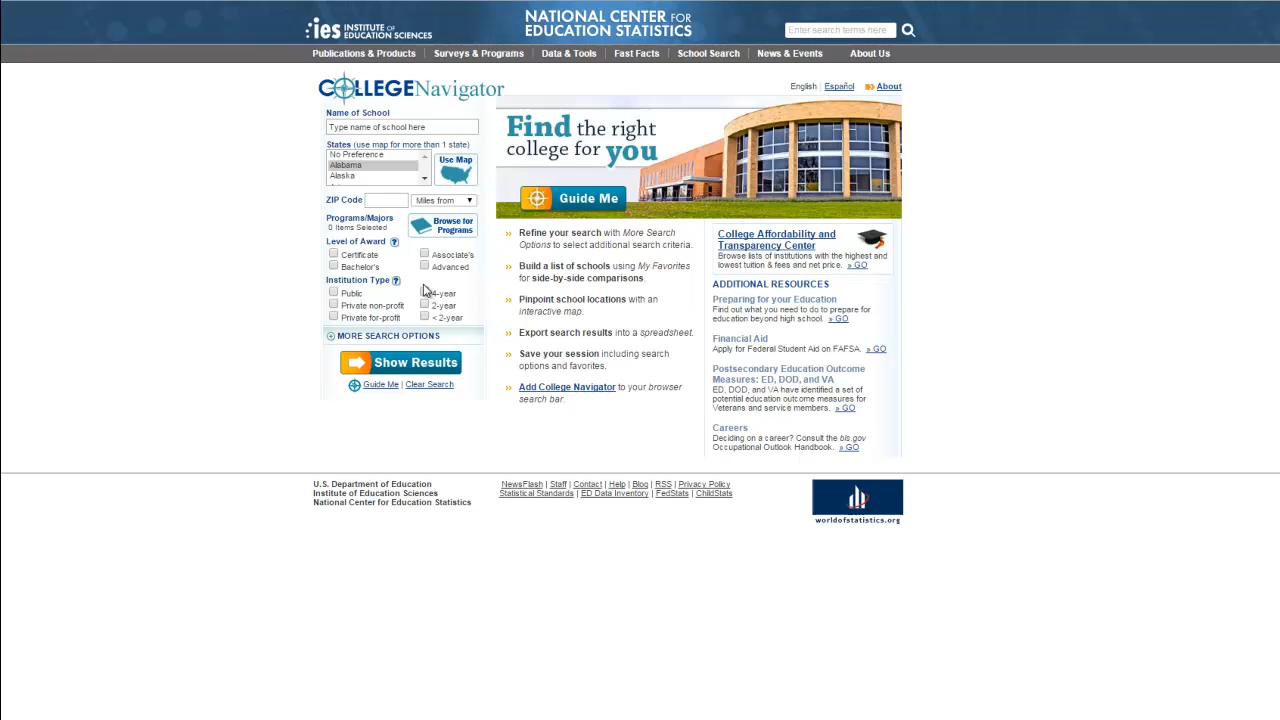 ies INSTITUTE OF
EDUCATION SCIENCES
NATIONAL CENTER FOR
EDUCATION STATISTICS
Enter search terms here
Publications & Products
Surveys & Programs
Data & Tools
Fast Facts
School Search
News & Events
About Us
COLLEGE Navigator
English | Español
About
Name of School
Type name of school here
States (use map for more than 1 state)
No Preference
Alabama
Alaska
Use Map
ZIP Code
Miles from
Programs/Majors
0 Items Selected
Browse for
Programs
Level of Award ?
Certificate
Associate's
Bachelor's
Advanced
Institution Type ?
Public
4-year
Private non-profit
2-year
Private for-profit
< 2-year
MORE SEARCH OPTIONS
Show Results
Guide Me | Clear Search
Find the right
college for you
Guide Me
Refine your search with More Search
Options to select additional search criteria.
Build a list of schools using My Favorites
for side-by-side comparisons.
Pinpoint school locations with an
interactive map.
Export search results into a spreadsheet.
Save your session including search
options and favorites.
Add College Navigator to your browser
search bar.
College Affordability and
Transparency Center
Browse lists of institutions with the highest and
lowest tuition & fees and net price. » GO
ADDITIONAL RESOURCES
Preparing for your Education
Find out what you need to do to prepare for
education beyond high school. » GO
Financial Aid
Apply for Federal Student Aid on FAFSA. » GO
Postsecondary Education Outcome
Measures: ED, DOD, and VA
ED, DOD, and VA have identified a set of
potential education outcome measures for
Veterans and service members. » GO
Careers
Deciding on a career? Consult the bls.gov
Occupational Outlook Handbook. » GO
U.S. Department of Education
Institute of Education Sciences
National Center for Education Statistics
NewsFlash | Staff | Contact | Help | Blog | RSS | Privacy Policy
Statistical Standards | ED Data Inventory | FedStats | ChildStats
worldofstatistics.org